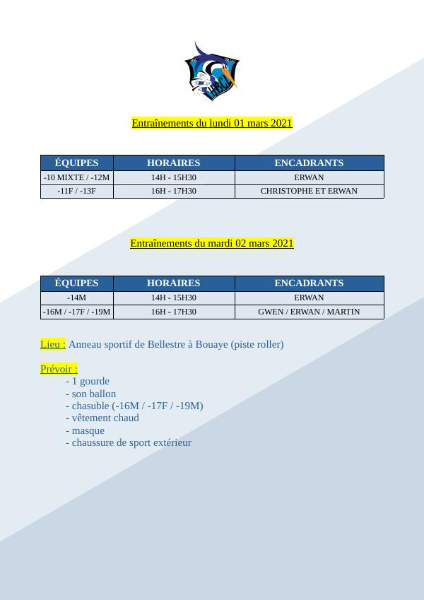 Entraînements du lundi 01 mars 2021
ÉQUIPES HORAIRES ENCADRANTS
-10 MIXTE / -12M 14H - 15H30 ERWAN
-11F / -13F 16H - 17H30 CHRISTOPHE ET ERWAN
Entraînements du mardi 02 mars 2021
ÉQUIPES HORAIRES ENCADRANTS
-14M 14H - 15H30 ERWAN
-16M / -17F / -19M 16H - 17H30 GWEN / ERWAN / MARTIN
Lieu : Anneau sportif de Bellestre à Bouaye (piste roller)
Prévoir :
- 1 gourde
- son ballon
- chasuble (-16M / -17F / -19M)
- vêtement chaud
- masque
- chaussure de sport extérieur